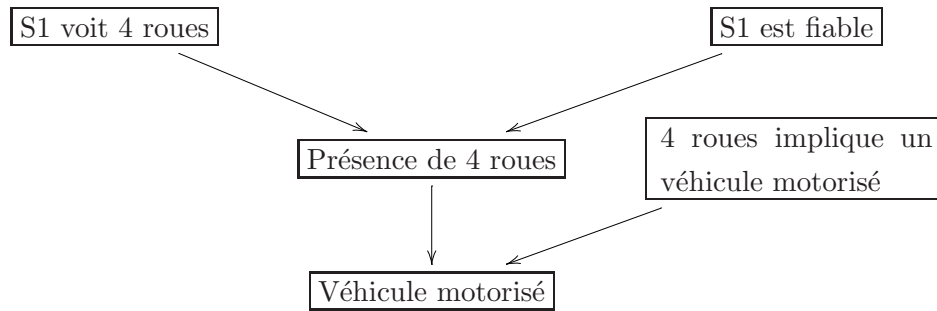 S1 voit 4 roues
S1 est fiable
Présence de 4 roues
4 roues implique un
véhicule motorisé
Véhicule motorisé